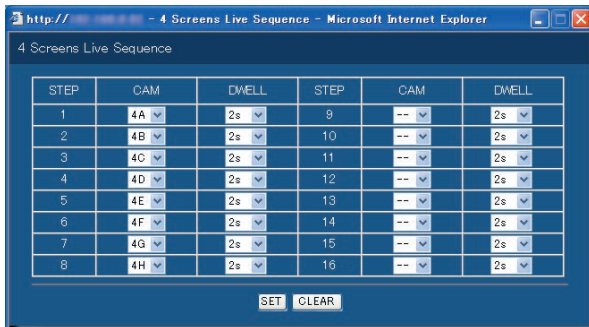 http:// - 4 Screens Live Sequence - Microsoft Internet Explorer
4 Screens Live Sequence
STEP CAM DWELL STEP CAM DWELL
1 4A 2s 9 -- 2s
2 4B 2s 10 -- 2s
3 4C 2s 11 -- 2s
4 4D 2s 12 -- 2s
5 4E 2s 13 -- 2s
6 4F 2s 14 -- 2s
7 4G 2s 15 -- 2s
8 4H 2s 16 -- 2s
SET CLEAR